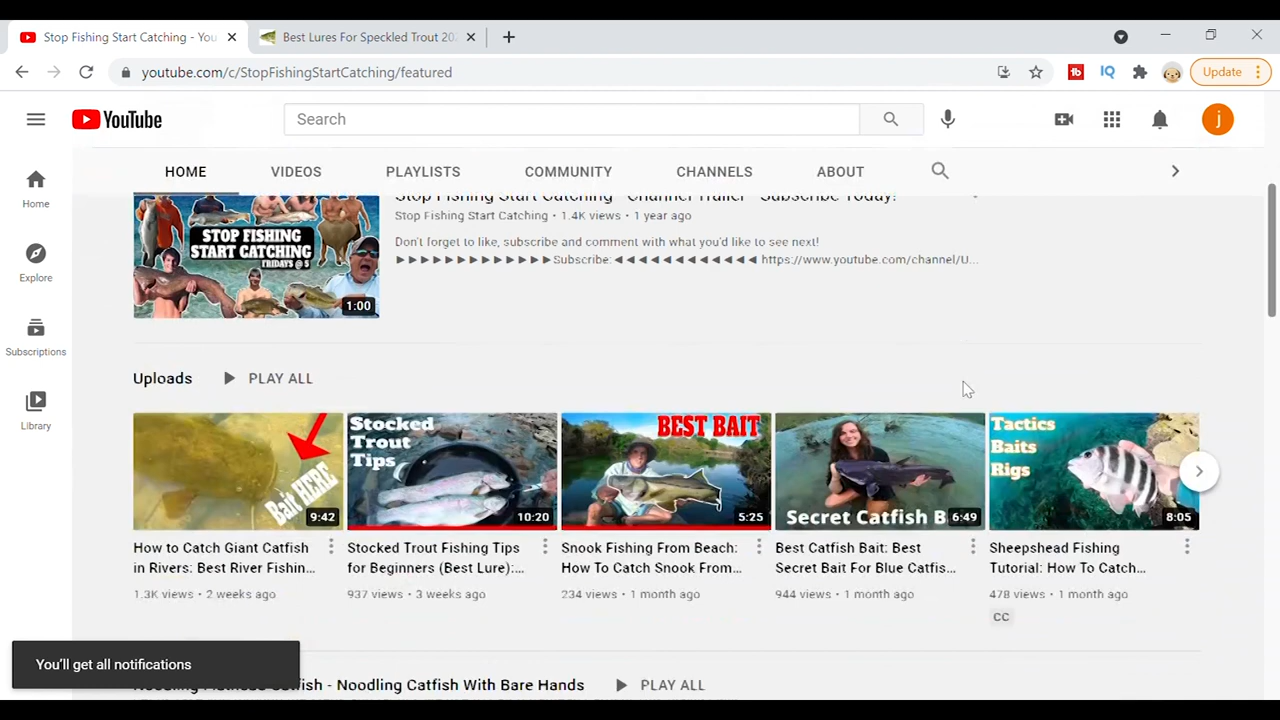 Stop Fishing Start Catching - You
Best Lures For Speckled Trout 202
youtube.com/c/StopFishingStartCatching/featured
Update
YouTube
Search
j
HOME
VIDEOS
PLAYLISTS
COMMUNITY
CHANNELS
ABOUT
Home
Explore
Subscriptions
Library
STOP FISHING
START CATCHING
FRIDAYS @ 5
1:00
Stop Fishing Start Catching - Channel Trailer - Subscribe Today!
Stop Fishing Start Catching • 1.4K views • 1 year ago
Don't forget to like, subscribe and comment with what you'd like to see next!
►►►►►►►►►►►►►Subscribe:◄◄◄◄◄◄◄◄◄◄◄◄◄ https://www.youtube.com/channel/U...
Uploads
PLAY ALL
Bait HERE
9:42
How to Catch Giant Catfish
in Rivers: Best River Fishin...
1.3K views • 2 weeks ago
Stocked
Trout
Tips
10:20
Stocked Trout Fishing Tips
for Beginners (Best Lure):...
937 views • 3 weeks ago
BEST BAIT
5:25
Snook Fishing From Beach:
How To Catch Snook From...
234 views • 1 month ago
Secret Catfish B
6:49
Best Catfish Bait: Best
Secret Bait For Blue Catfis...
944 views • 1 month ago
Tactics
Baits
Rigs
8:05
Sheepshead Fishing
Tutorial: How To Catch...
478 views • 1 month ago
CC
You'll get all notifications
Noodling Flathead Catfish - Noodling Catfish With Bare Hands
PLAY ALL